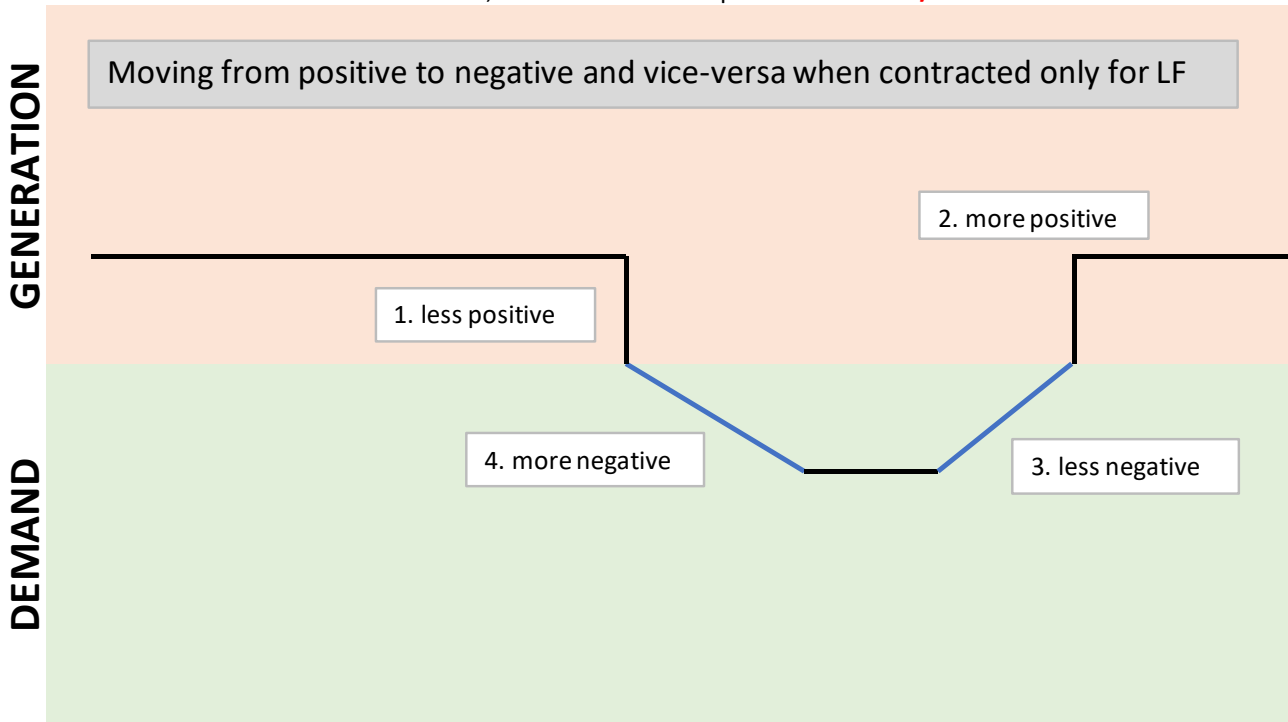 Moving from positive to negative and vice-versa when contracted only for LF
GENERATION
2. more positive
1. less positive
4. more negative
3. less negative
DEMAND